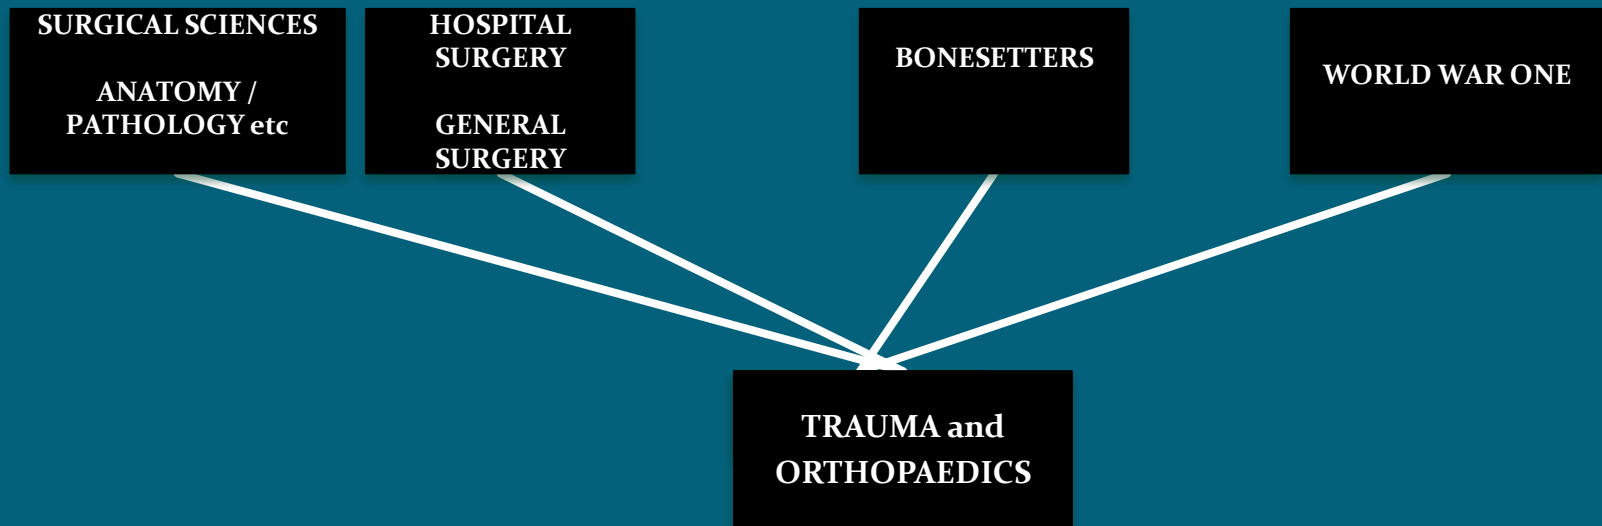 SURGICAL SCIENCES
ANATOMY /
PATHOLOGY etc
HOSPITAL
SURGERY
GENERAL
SURGERY
BONESETTERS
WORLD WAR ONE
TRAUMA and
ORTHOPAEDICS